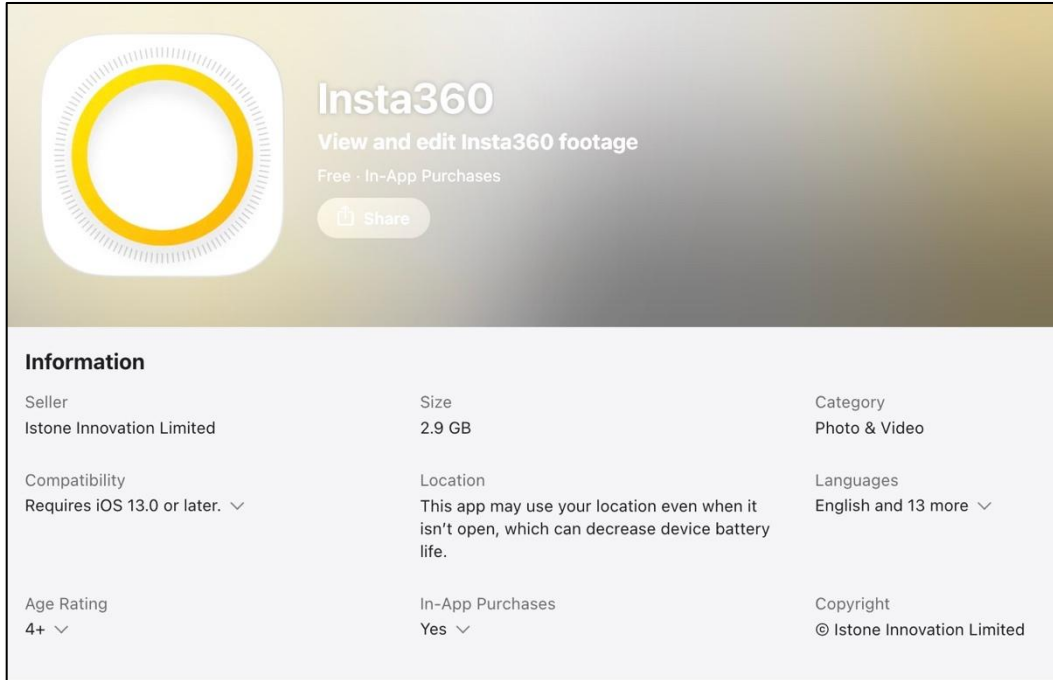 Insta360
View and edit Insta360 footage
Free · In-App Purchases
Share
Information
Seller
Istone Innovation Limited
Size
2.9 GB
Category
Photo & Video
Compatibility
Requires iOS 13.0 or later.
Location
This app may use your location even when it
isn’t open, which can decrease device battery
life.
Languages
English and 13 more
Age Rating
4+
In-App Purchases
Yes
Copyright
© Istone Innovation Limited